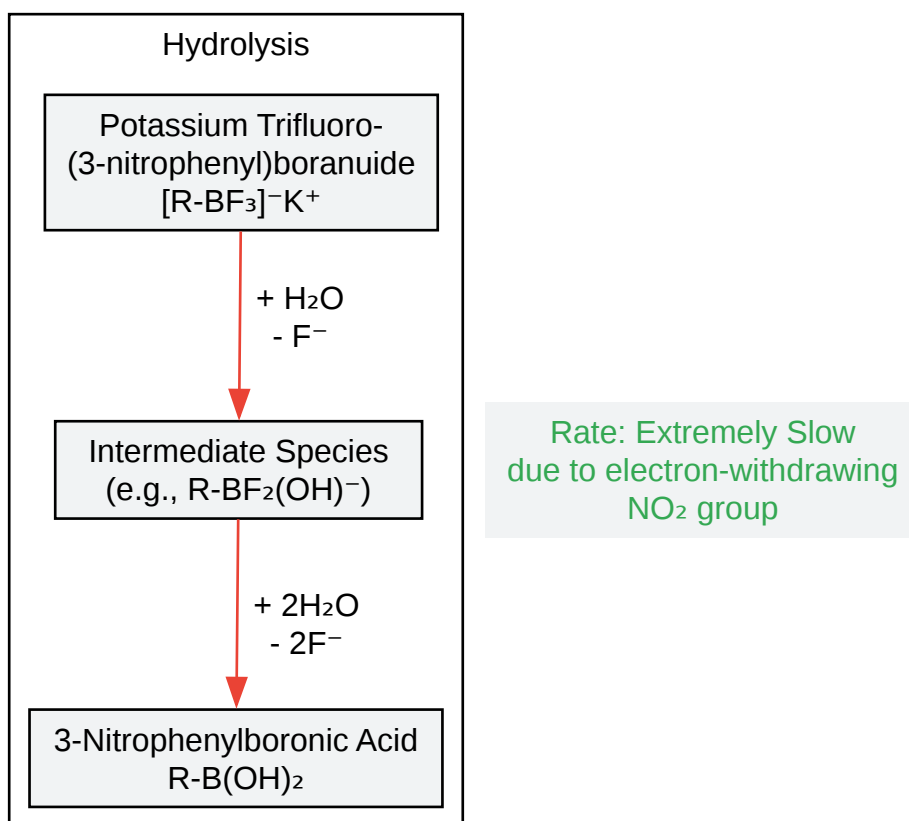 Hydrolysis
Potassium Trifluoro-
(3-nitrophenyl)boranuide
[R-BF₃]⁻K⁺
+ H₂O
- F⁻
Intermediate Species
(e.g., R-BF₂(OH)⁻)
Rate: Extremely Slow
due to electron-withdrawing
NO₂ group
+ 2H₂O
- 2F⁻
3-Nitrophenylboronic Acid
R-B(OH)₂